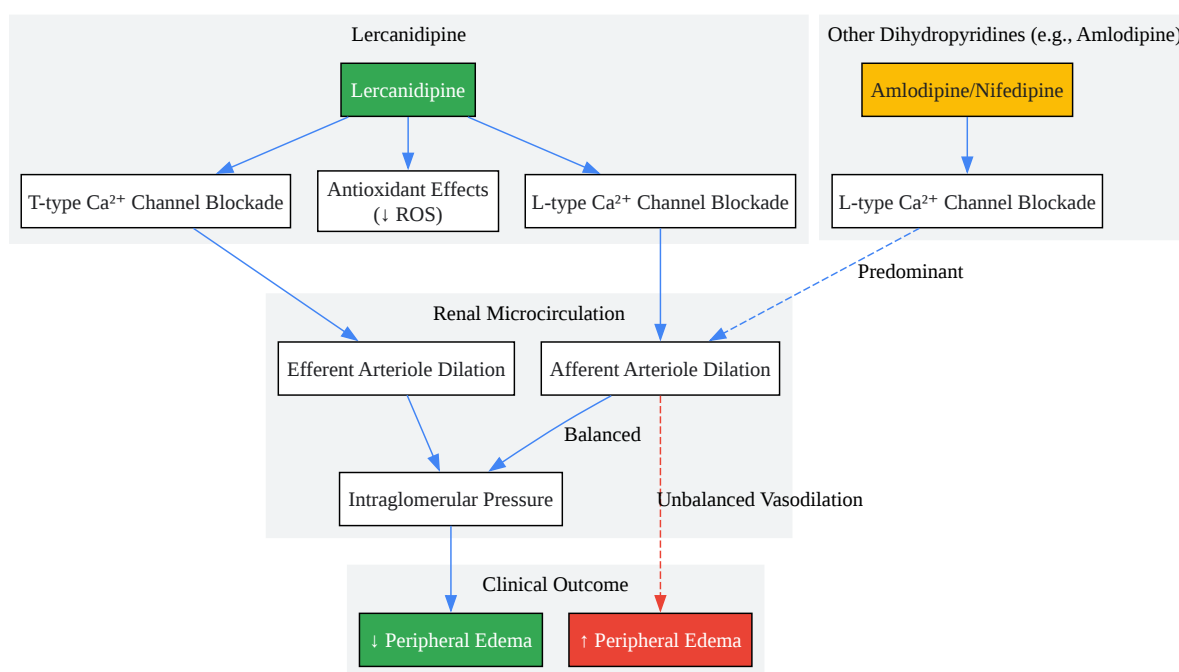 Lercanidipine
Other Dihydropyridines (e.g., Amlodipine)
Lercanidipine
Amlodipine/Nifedipine
T-type Ca²⁺ Channel Blockade
Antioxidant Effects
(↓ ROS)
L-type Ca²⁺ Channel Blockade
L-type Ca²⁺ Channel Blockade
Predominant
Renal Microcirculation
Efferent Arteriole Dilation
Afferent Arteriole Dilation
Balanced
Intraglomerular Pressure
Unbalanced Vasodilation
Clinical Outcome
↓ Peripheral Edema
↑ Peripheral Edema